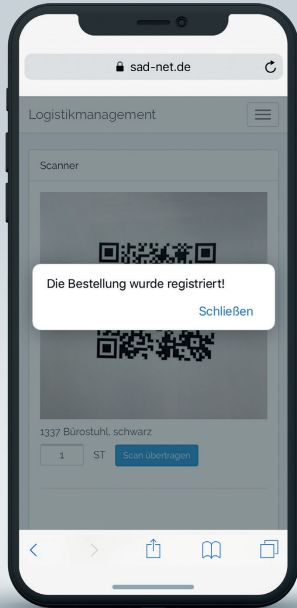 sad-net.de
Logistikmanagement
Scanner
Die Bestellung wurde registriert!
Schließen
1337 Bürostuhl, schwarz
1 ST Scan übertragen